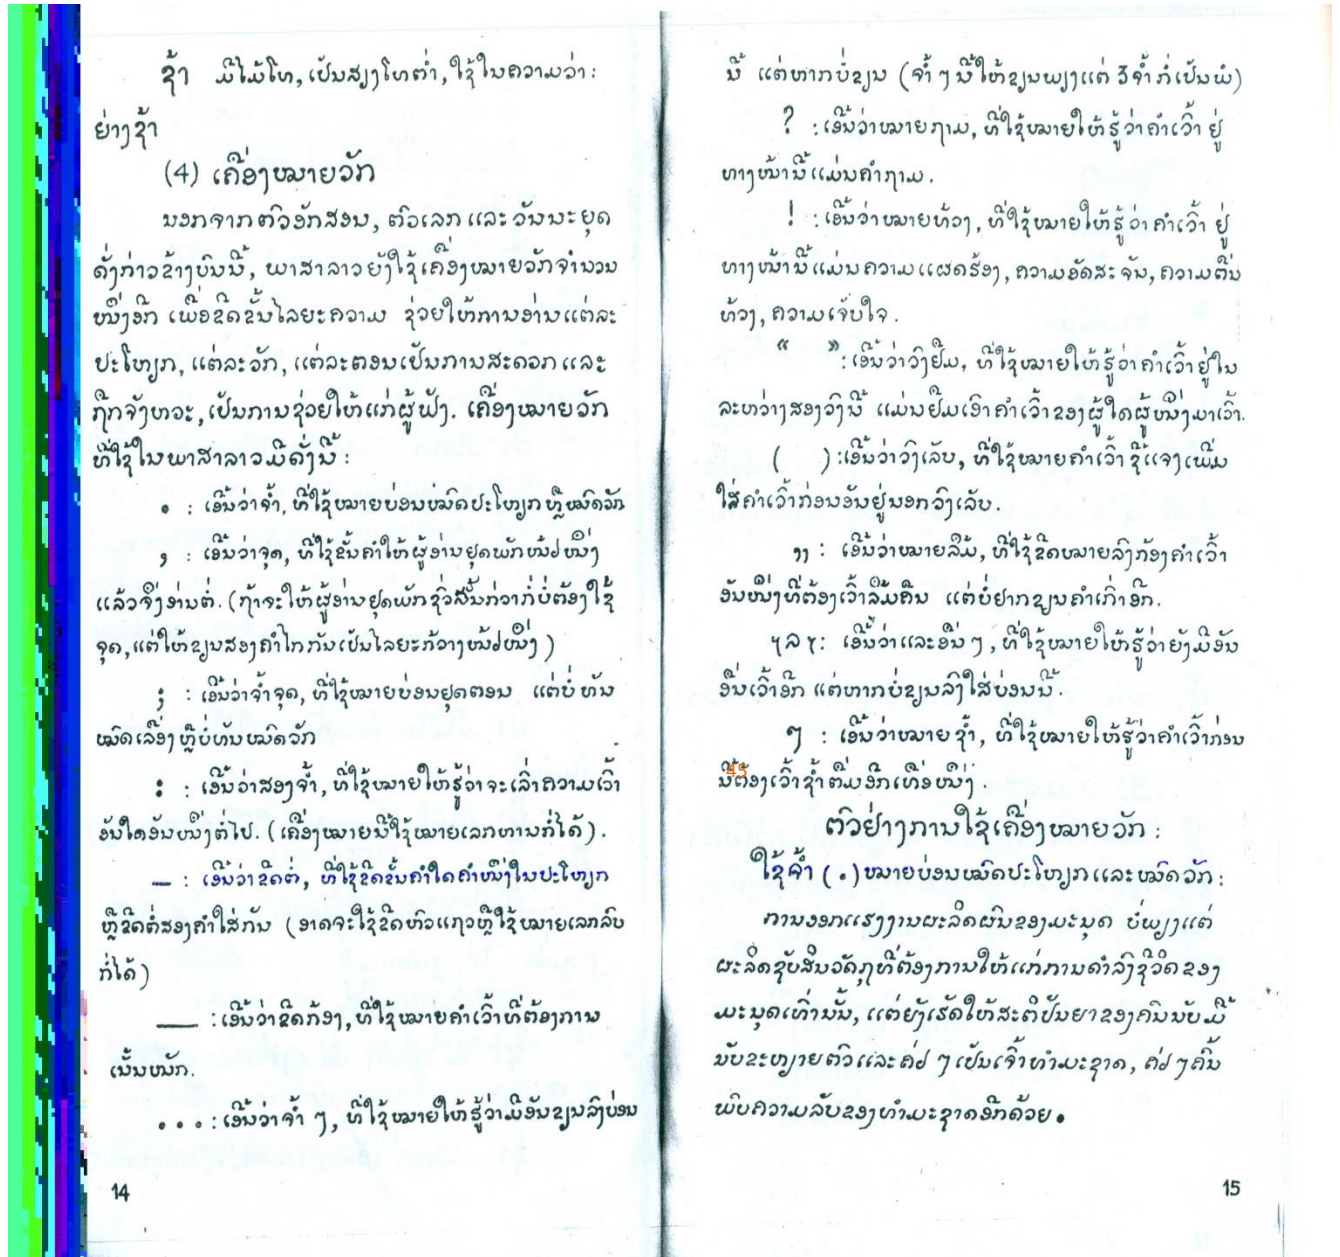 ຊ້ຳ ມີໄມ້ໂທ, ເປັນສຽງໂທຕ່ຳ, ໃຊ້ໃນຄວາມວ່າ:
ຢ່າງຊ້ຳ
(4) ເຄື່ອງໝາຍວັກ
ນອກຈາກຕົວອັກສອນ, ຕົວເລກ ແລະ ວັນນະຍຸດ
ດັ່ງກ່າວຂ້າງບົນນີ້, ພາສາລາວຍັງໃຊ້ເຄື່ອງໝາຍວັກຈຳນວນ
ໜຶ່ງອີກ ເພື່ອຂີດຂັ້ນໄລຍະຄວາມ ຊ່ວຍໃຫ້ການອ່ານແຕ່ລະ
ປະໂຫຍກ, ແຕ່ລະວັກ, ແຕ່ລະຕອນເປັນການສະດວກ ແລະ
ຖືກຈັງຫວະ, ເປັນການຊ່ວຍໃຫ້ແກ່ຜູ້ຟັງ. ເຄື່ອງໝາຍວັກ
ທີ່ໃຊ້ໃນພາສາລາວມີດັ່ງນີ້:
. : ເອີ້ນວ່າຈ້ຳ, ທີ່ໃຊ້ໝາຍບ່ອນໝົດປະໂຫຍກ ຫຼືໝົດວັກ
, : ເອີ້ນວ່າຈຸດ, ທີ່ໃຊ້ຂັ້ນຄຳໃຫ້ຜູ້ອ່ານຢຸດພັກໜ້ອຍໜຶ່ງ
ແລ້ວຈຶ່ງອ່ານຕໍ່. (ຖ້າຈະໃຫ້ຜູ້ອ່ານຢຸດພັກຊົ່ວສັ້ນກວ່າກໍ່ບໍ່ຕ້ອງໃຊ້
ຈຸດ, ແຕ່ໃຫ້ຂຽນສອງຄຳໄກກັນເປັນໄລຍະກວ້າງໜ້ອຍໜຶ່ງ)
; : ເອີ້ນວ່າຈ້ຳຈຸດ, ທີ່ໃຊ້ໝາຍບ່ອນຢຸດຕອນ ແຕ່ບໍ່ທັນ
ໝົດເລື່ອງ ຫຼືບໍ່ທັນໝົດວັກ
: : ເອີ້ນວ່າສອງຈ້ຳ, ທີ່ໃຊ້ໝາຍໃຫ້ຮູ້ວ່າຈະເລົ່າຄວາມເວົ້າ
ອັນໃດອັນໜຶ່ງຕໍ່ໄປ. (ເຄື່ອງໝາຍນີ້ໃຊ້ໝາຍເລກຫານກໍ່ໄດ້).
— : ເອີ້ນວ່າຂີດຕໍ່, ທີ່ໃຊ້ຂີດຂັ້ນຄຳໃດຄຳໜຶ່ງໃນປະໂຫຍກ
ຫຼືຂີດຕໍ່ສອງຄຳໃສ່ກັນ (ອາດຈະໃຊ້ຂີດຫົວແຖວຫຼືໃຊ້ໝາຍເລກລົບ
ກໍ່ໄດ້)
___ : ເອີ້ນວ່າຂີດກ້ອງ, ທີ່ໃຊ້ໝາຍຄຳເວົ້າທີ່ຕ້ອງການ
ເນັ້ນໜັກ.
. . . : ເອີ້ນວ່າຈ້ຳ ໆ, ທີ່ໃຊ້ໝາຍໃຫ້ຮູ້ວ່າມີອັນຂຽນລົງບ່ອນ
14
ນີ້ ແຕ່ຫາກບໍ່ຂຽນ (ຈ້ຳ ໆ ນີ້ໃຫ້ຂຽນພຽງແຕ່ 3 ຈ້ຳ ກໍ່ເປັນພໍ)
? : ເອີ້ນວ່າໝາຍຖາມ, ທີ່ໃຊ້ໝາຍໃຫ້ຮູ້ວ່າຄຳເວົ້າ ຢູ່
ທາງໜ້ານີ້ ແມ່ນຄຳຖາມ.
! : ເອີ້ນວ່າໝາຍທ້ວງ, ທີ່ໃຊ້ໝາຍໃຫ້ຮູ້ວ່າຄຳເວົ້າ ຢູ່
ທາງໜ້ານີ້ ແມ່ນຄວາມແຜດຮ້ອງ, ຄວາມອັດສະຈັນ, ຄວາມຕື່ນ
ທ້ວງ, ຄວາມເຈັບໃຈ.
« » : ເອີ້ນວ່າວົງຢືມ, ທີ່ໃຊ້ໝາຍໃຫ້ຮູ້ວ່າຄຳເວົ້າຢູ່ໃນ
ລະຫວ່າງສອງວົງນີ້ ແມ່ນຢືມເອົາຄຳເວົ້າຂອງຜູ້ໃດຜູ້ໜຶ່ງມາເວົ້າ.
( ) : ເອີ້ນວ່າວົງເລັບ, ທີ່ໃຊ້ໝາຍຄຳເວົ້າຊີ້ແຈງເພີ່ມ
ໃສ່ຄຳເວົ້າກ່ອນອັນຢູ່ນອກວົງເລັບ.
,, : ເອີ້ນວ່າໝາຍລືມ, ທີ່ໃຊ້ຂີດໝາຍລົງກ້ອງຄຳເວົ້າ
ອັນໜຶ່ງທີ່ຕ້ອງເວົ້າລື້ມຄືນ ແຕ່ບໍ່ຢາກຂຽນຄຳເກົ່າອີກ.
ຯລຯ : ເອີ້ນວ່າແລະອື່ນ ໆ, ທີ່ໃຊ້ໝາຍໃຫ້ຮູ້ວ່າຍັງມີອັນ
ອື່ນເວົ້າອີກ ແຕ່ຫາກບໍ່ຂຽນລົງໃສ່ບ່ອນນີ້.
ໆ : ເອີ້ນວ່າໝາຍຊ້ຳ, ທີ່ໃຊ້ໝາຍໃຫ້ຮູ້ວ່າຄຳເວົ້າກ່ອນ
45
ນີ້ຕ້ອງເວົ້າຊ້ຳຕື່ມອີກເທື່ອໜຶ່ງ
ຕົວຢ່າງການໃຊ້ເຄື່ອງໝາຍວັກ:
ໃຊ້ຈ້ຳ (.) ໝາຍບ່ອນໝົດປະໂຫຍກ ແລະໝົດວັກ:
ການອອກແຮງງານຜະລິດຜົນຂອງມະນຸດ ບໍ່ພຽງແຕ່
ຜະລິດຊັບສິນວັດຖຸທີ່ຕ້ອງການໃຫ້ແກ່ການດຳລົງຊີວິດຂອງ
ມະນຸດເທົ່ານັ້ນ, ແຕ່ຍັງເຮັດໃຫ້ສະຕິປັນຍາຂອງຄົນນັບມື້
ນັບຂະຫຍາຍຕົວ ແລະຄ່ອຍ ໆ ເປັນເຈົ້າທຳມະຊາດ, ຄ່ອຍ ໆ ຄົ້ນ
ພົບຄວາມລັບຂອງທຳມະຊາດອີກດ້ວຍ.
15